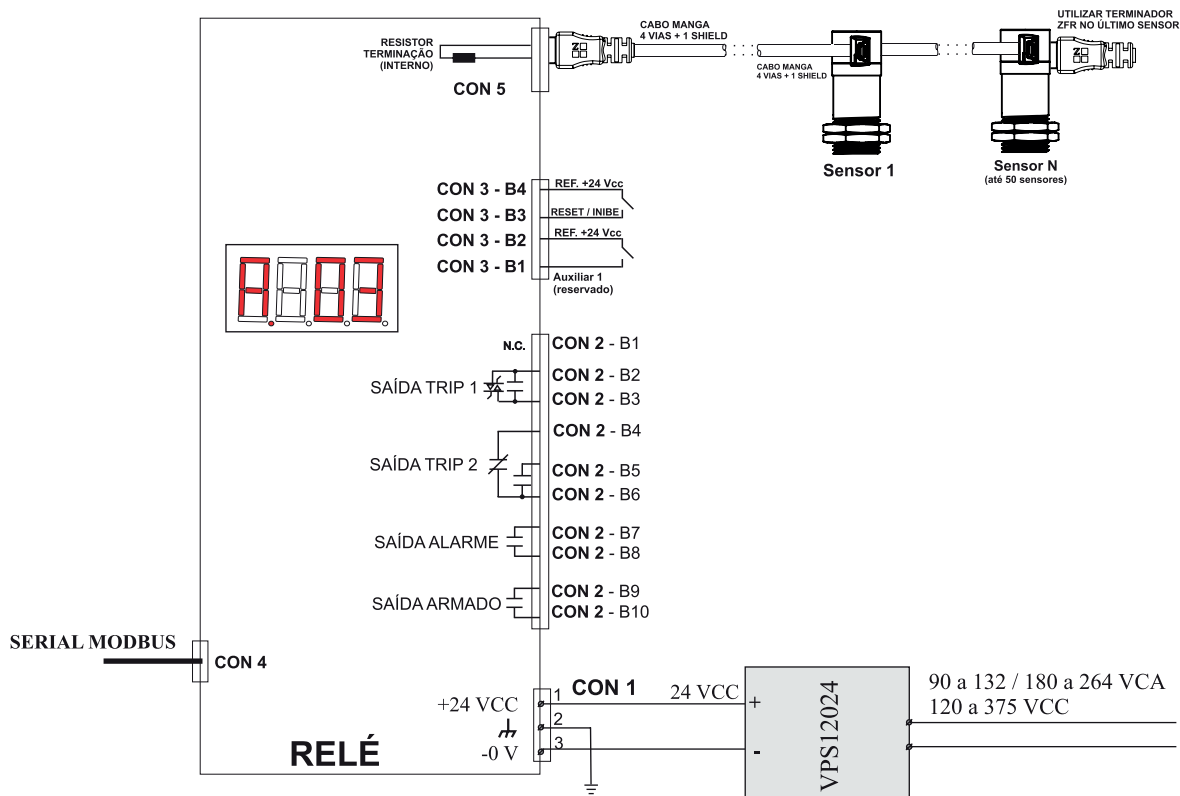 UTILIZAR TERMINADOR
ZFR NO ÚLTIMO SENSOR
CABO MANGA
4 VIAS + 1 SHIELD
RESISTOR
TERMINAÇÃO
(INTERNO)
CABO MANGA
4 VIAS + 1 SHIELD
CON 5
Sensor 1
Sensor N
(até 50 sensores)
CON 3 - B4
REF. +24 Vcc
CON 3 - B3
RESET / INIBE
CON 3 - B2
REF. +24 Vcc
CON 3 - B1
Auxiliar 1
(reservado)
A.03
N.C.
CON 2 - B1
CON 2 - B2
SAÍDA TRIP 1
CON 2 - B3
CON 2 - B4
SAÍDA TRIP 2
CON 2 - B5
CON 2 - B6
CON 2 - B7
SAÍDA ALARME
CON 2 - B8
CON 2 - B9
SAÍDA ARMADO
CON 2 - B10
SERIAL MODBUS
CON 4
+24 VCC
1
CON 1
24 VCC
+
2
-0 V
3
-
RELÉ
VPS12024
90 a 132 / 180 a 264 VCA
120 a 375 VCC